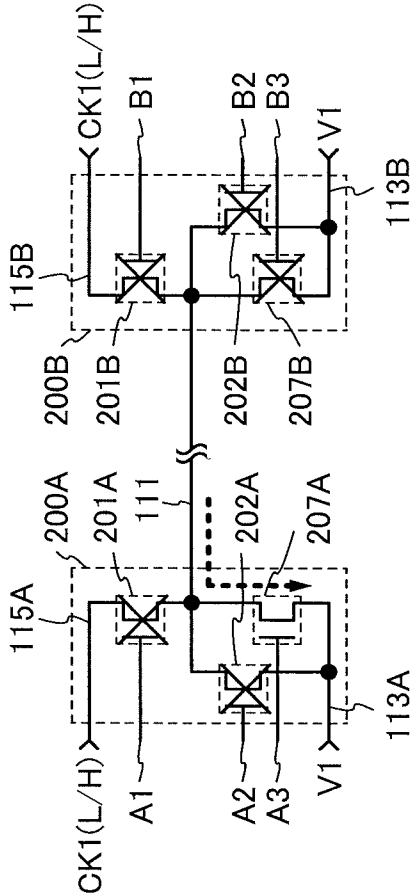 200A
115A
201A
CK1(L/H)
A1
111
202A
A2
A3
207A
V1
113A
200B
115B
201B
CK1(L/H)
B1
202B
B2
207B
B3
V1
113B